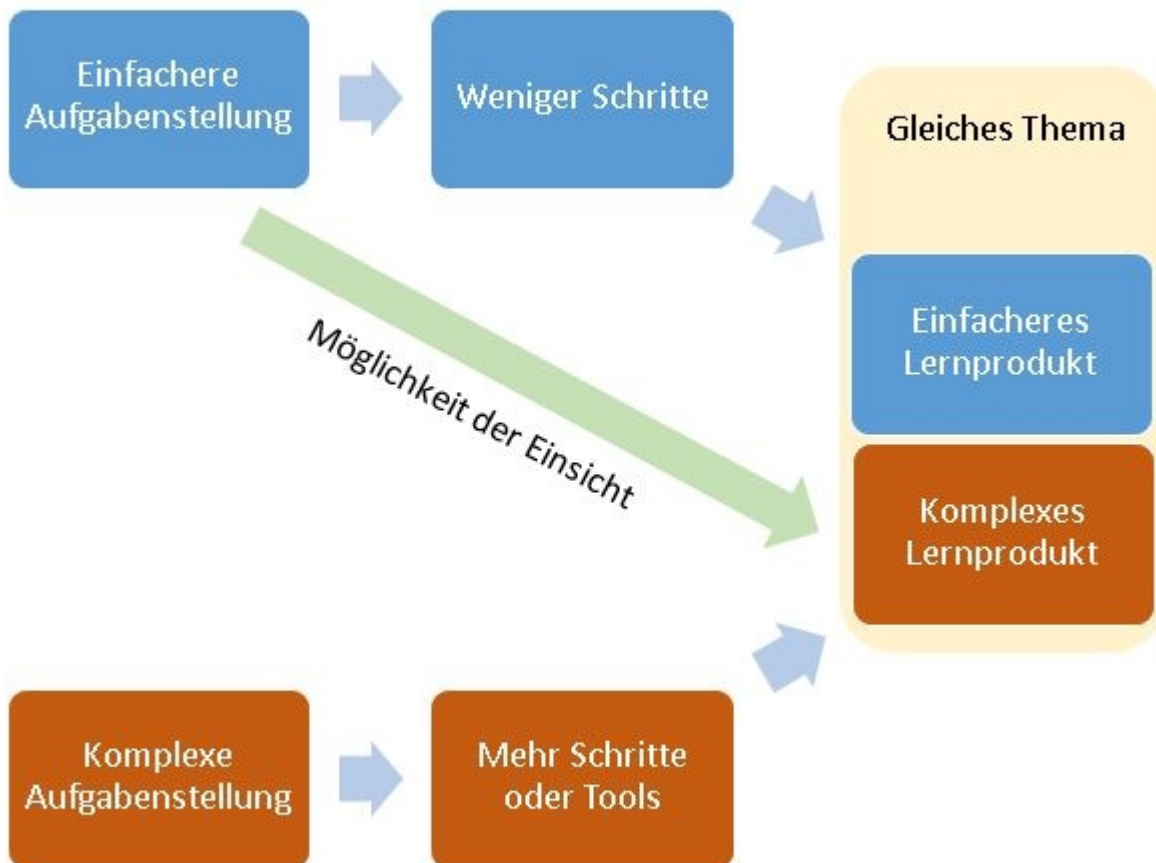 Einfachere
Aufgabenstellung
Weniger Schritte
Gleiches Thema
Möglichkeit der Einsicht
Einfacheres
Lernprodukt
Komplexes
Lernprodukt
Komplexe
Aufgabenstellung
Mehr Schritte
oder Tools